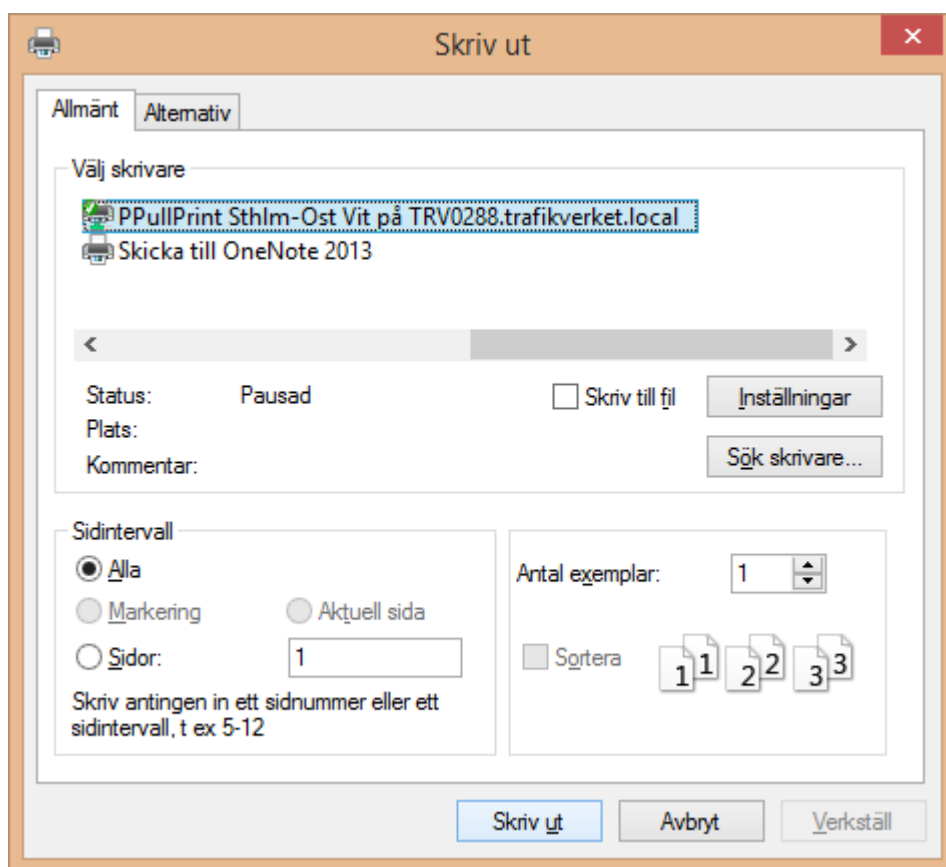 Skriv ut
Allmänt Alternativ
Välj skrivare
PPullPrint Sthlm-Ost Vit på TRV0288.trafikverket.local
Skicka till OneNote 2013
Status: Pausad
Skriv till fil
Inställningar
Plats:
Kommentar:
Sök skrivare...
Sidintervall
Alla
Markering
Aktuell sida
Sidor: 1
Skriv antingen in ett sidnummer eller ett
sidintervall, t ex 5-12
Antal exemplar: 1
Sortera
1 1 2 2 3 3
Skriv ut
Avbryt
Verkställ